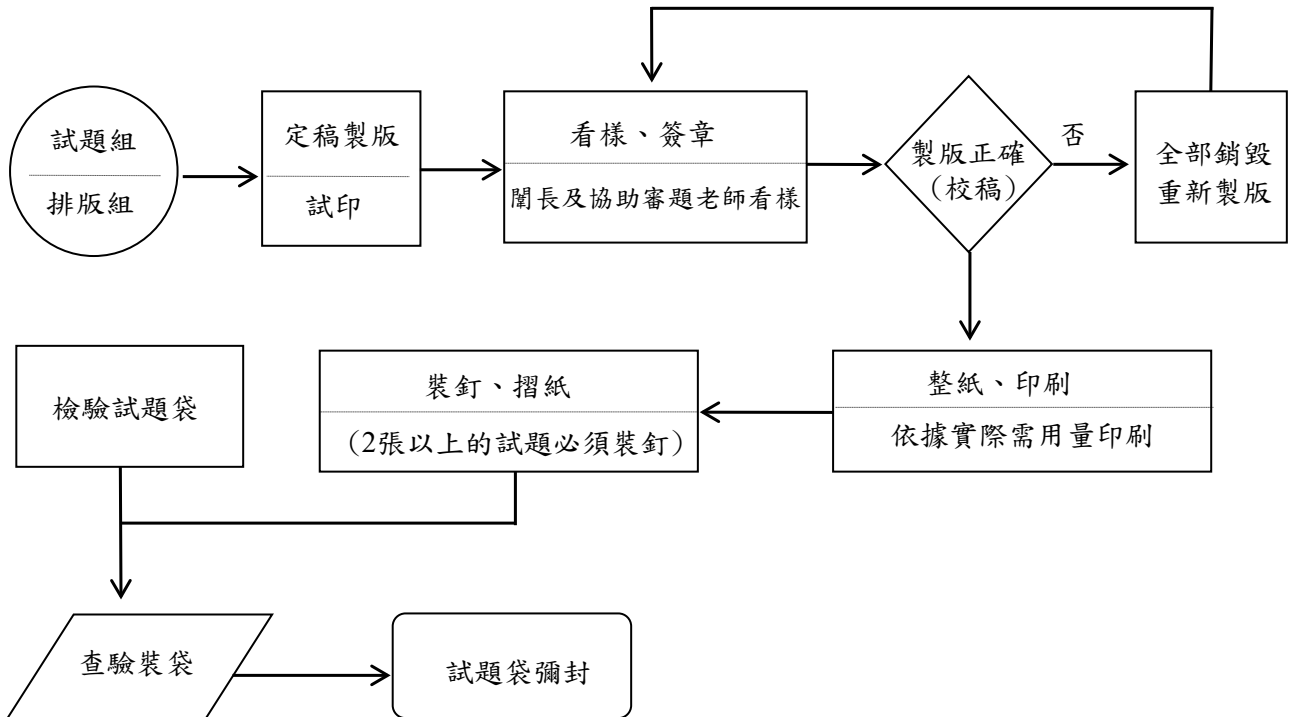 試題組
排版組
定稿製版
試印
看樣、簽章
闈長及協助審題老師看樣
製版正確
（校稿）
否
全部銷毀
重新製版
檢驗試題袋
裝釘、摺紙
（2張以上的試題必須裝釘）
整紙、印刷
依據實際需用量印刷
查驗裝袋
試題袋彌封